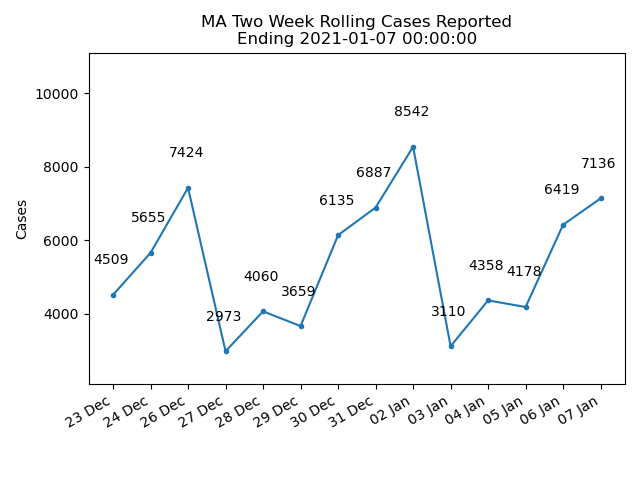 MA Two Week Rolling Cases Reported
Ending 2021-01-07 00:00:00
Cases
10000
8000
6000
4000
4509
5655
7424
2973
4060
3659
6135
6887
8542
3110
4358
4178
6419
7136
23 Dec
24 Dec
26 Dec
27 Dec
28 Dec
29 Dec
30 Dec
31 Dec
02 Jan
03 Jan
04 Jan
05 Jan
06 Jan
07 Jan